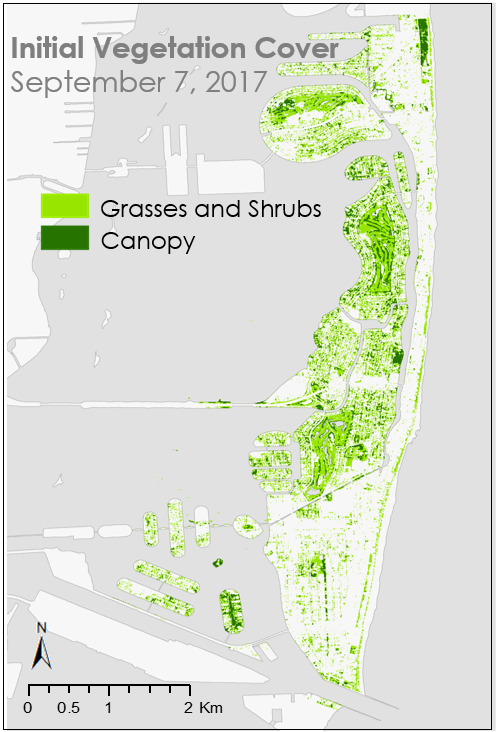 Initial Vegetation Cover
September 7, 2017
Grasses and Shrubs
Canopy
N
0 0.5 1 2 Km